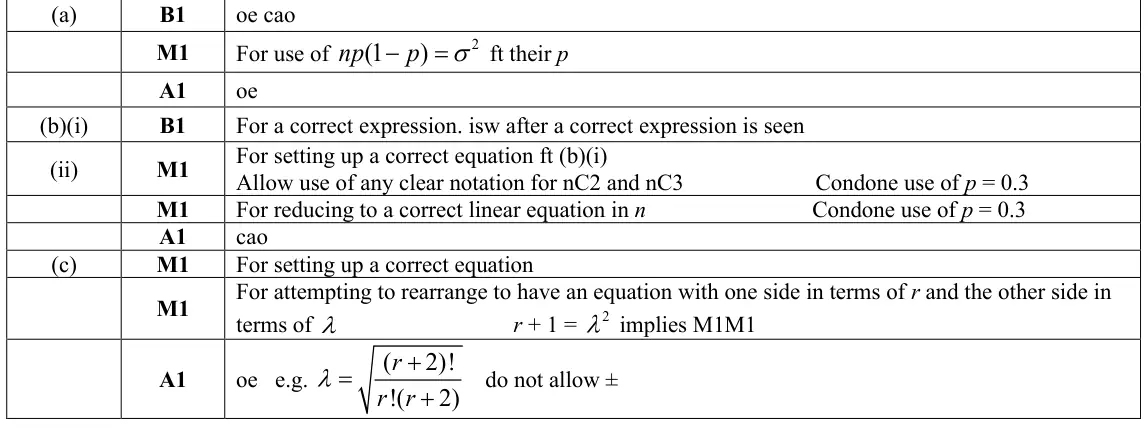 (a) B1 oe cao
M1 For use of np(1 − p) = σ² ft their p
A1 oe
(b)(i) B1 For a correct expression. isw after a correct expression is seen
(ii) M1 For setting up a correct equation ft (b)(i)
Allow use of any clear notation for nC2 and nC3 Condone use of p = 0.3
M1 For reducing to a correct linear equation in n Condone use of p = 0.3
A1 cao
(c) M1 For setting up a correct equation
M1 For attempting to rearrange to have an equation with one side in terms of r and the other side in
terms of λ r + 1 = λ² implies M1M1
A1 oe e.g. λ = √((r + 2)! / r!(r + 2)) do not allow ±